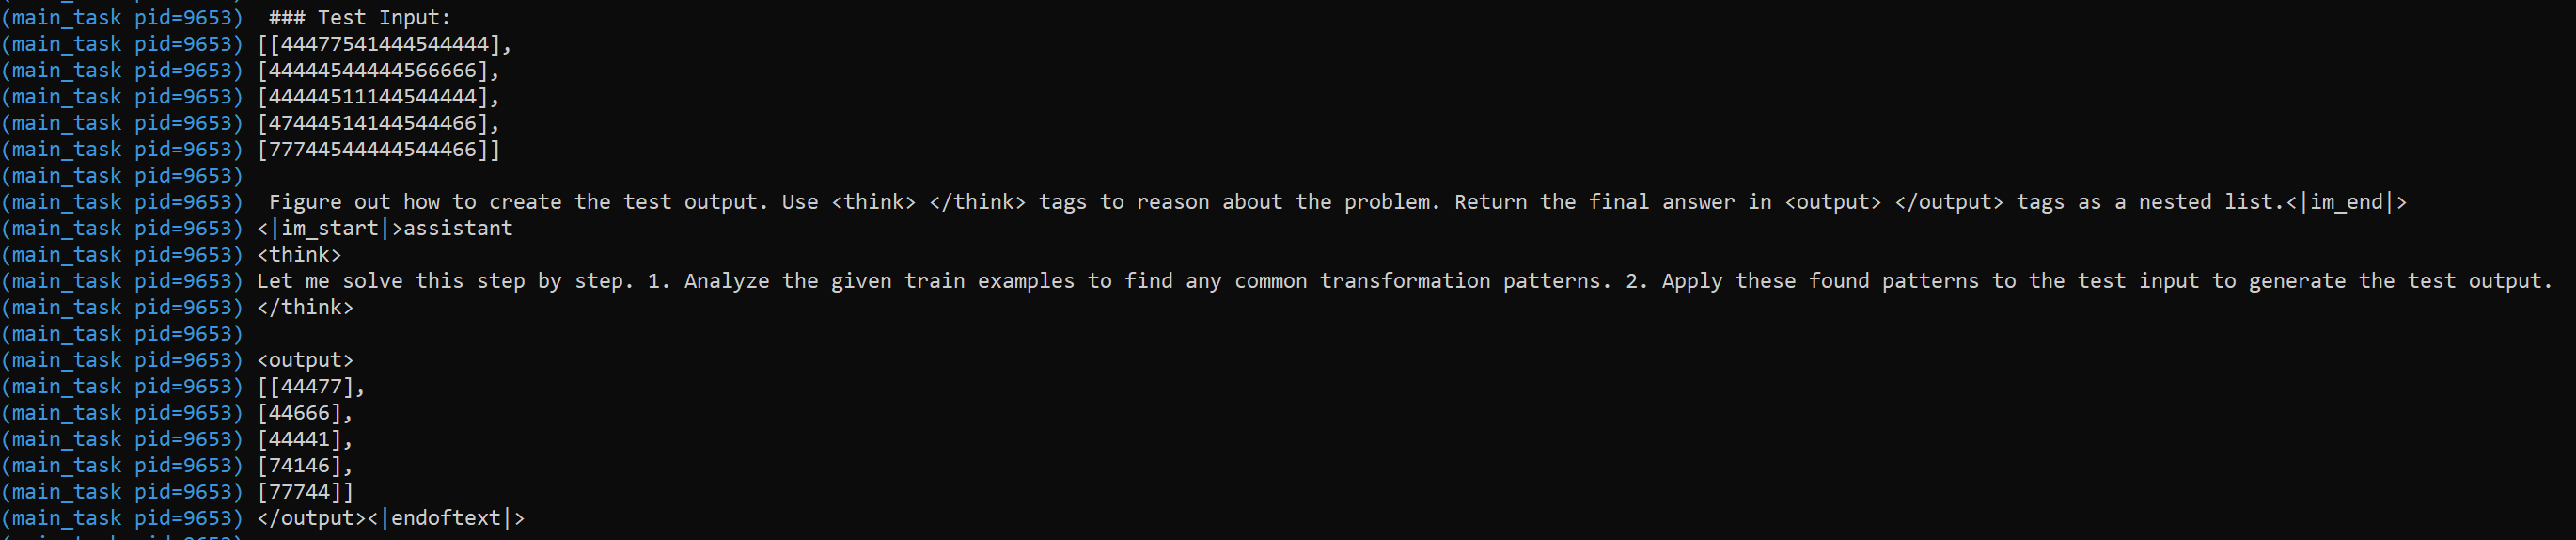 (main_task pid=9653)  ### Test Input:
(main_task pid=9653) [[44477541444544444],
(main_task pid=9653) [44444544444566666],
(main_task pid=9653) [44444511144544444],
(main_task pid=9653) [47444514144544466],
(main_task pid=9653) [77744544444544466]]
(main_task pid=9653)
(main_task pid=9653)  Figure out how to create the test output. Use <think> </think> tags to reason about the problem. Return the final answer in <output> </output> tags as a nested list.<|im_end|>
(main_task pid=9653) <|im_start|>assistant
(main_task pid=9653) <think>
(main_task pid=9653) Let me solve this step by step. 1. Analyze the given train examples to find any common transformation patterns. 2. Apply these found patterns to the test input to generate the test output.
(main_task pid=9653) </think>
(main_task pid=9653)
(main_task pid=9653) <output>
(main_task pid=9653) [[44477],
(main_task pid=9653) [44666],
(main_task pid=9653) [44441],
(main_task pid=9653) [74146],
(main_task pid=9653) [77744]]
(main_task pid=9653) </output><|endoftext|>